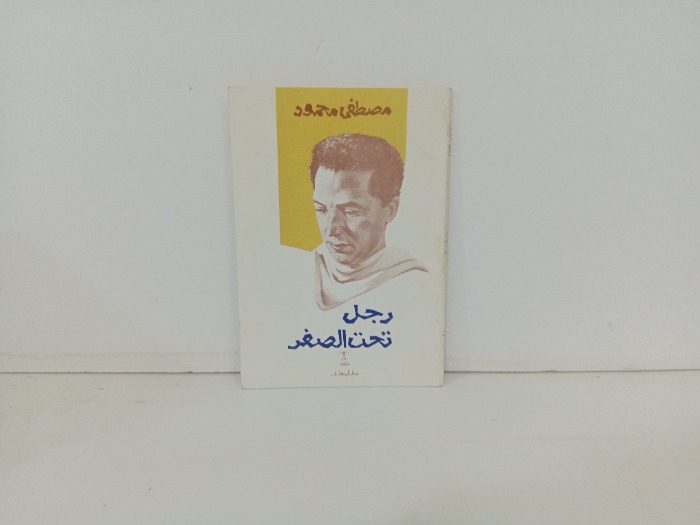 مصطفى محمود
رجل
تحت الصفر